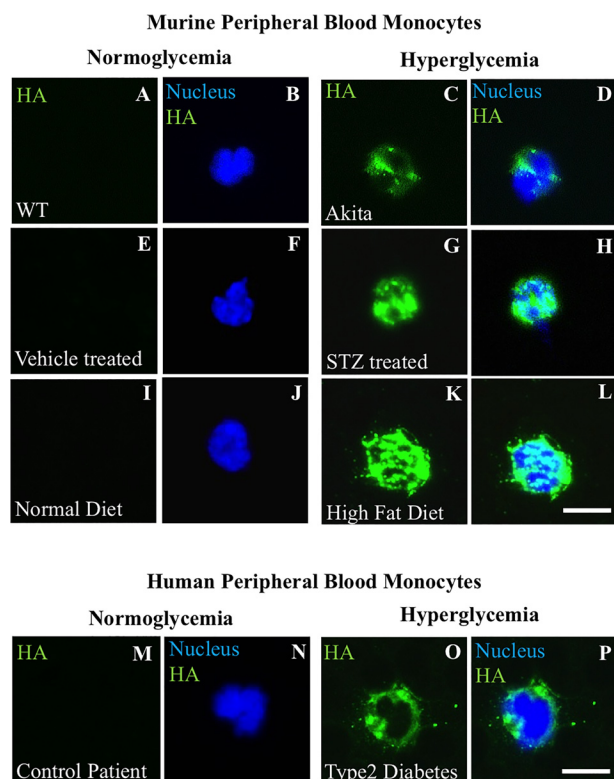 Murine Peripheral Blood Monocytes
Normoglycemia
Hyperglycemia
HA
A
Nucleus
B
HA
HA
C
Nucleus
D
HA
WT
Akita
E
F
G
H
Vehicle treated
STZ treated
I
J
K
L
Normal Diet
High Fat Diet
Human Peripheral Blood Monocytes
Normoglycemia
Hyperglycemia
HA
M
Nucleus
N
HA
HA
O
Nucleus
P
HA
Control Patient
Type2 Diabetes